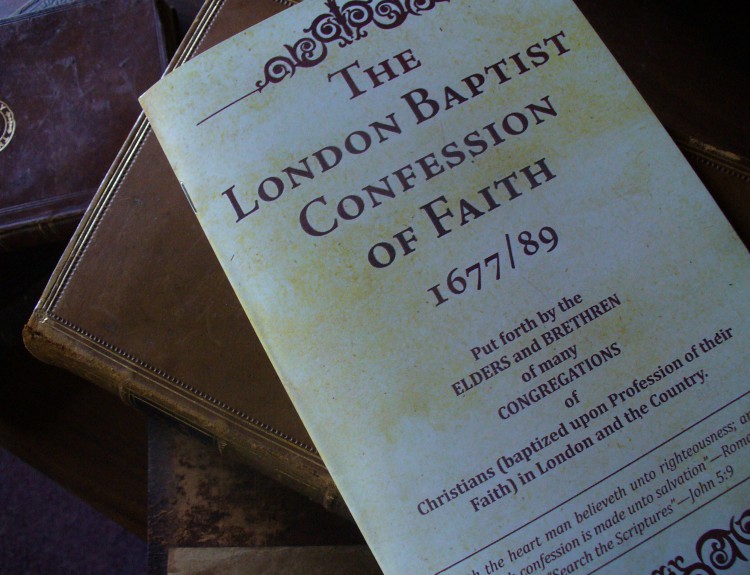 The
London Baptist
Confession
of Faith
1677/89
Put forth by the
ELDERS and BRETHREN
of many
CONGREGATIONS
of
Christians (baptized upon Profession of their
Faith) in London and the Country.
the heart man believeth unto righteousness; an
confession is made unto salvation"—Roma
"Search the Scriptures"—John 5:9